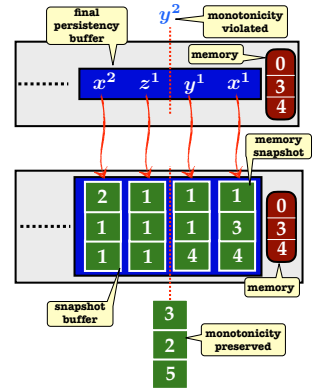 final
persistency
buffer
y²
monotonicity
violated
memory
x² z¹ y¹ x¹
0
3
4
memory
snapshot
2 1 1 1
1 1 1 3
1 1 4 4
0
3
4
snapshot
buffer
memory
3
2
5
monotonicity
preserved